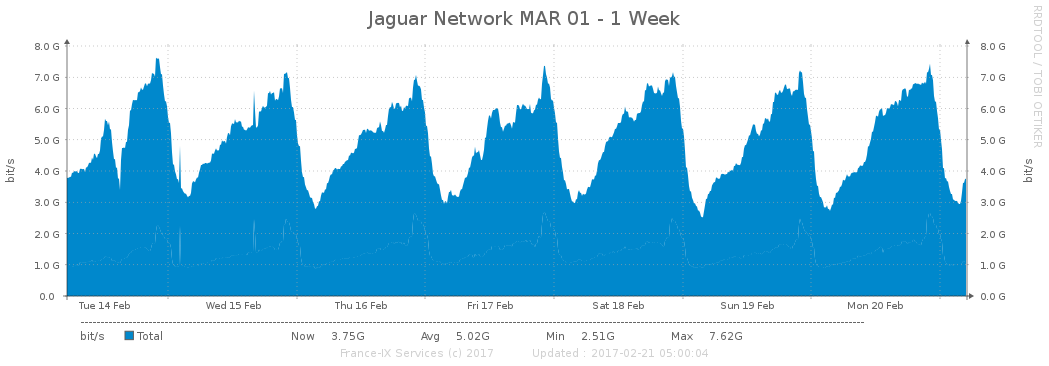 Jaguar Network MAR 01 - 1 Week
RRDTOOL / TOBI OETIKER
8.0 G 8.0 G
7.0 G 7.0 G
6.0 G 6.0 G
5.0 G 5.0 G
4.0 G 4.0 G
3.0 G 3.0 G
2.0 G 2.0 G
1.0 G 1.0 G
0.0 0.0 G
bit/s
bit/s
Tue 14 Feb Wed 15 Feb Thu 16 Feb Fri 17 Feb Sat 18 Feb Sun 19 Feb Mon 20 Feb
bit/s Total Now 3.75G Avg 5.02G Min 2.51G Max 7.62G
France-IX Services (c) 2017 Updated : 2017-02-21 05:00:04